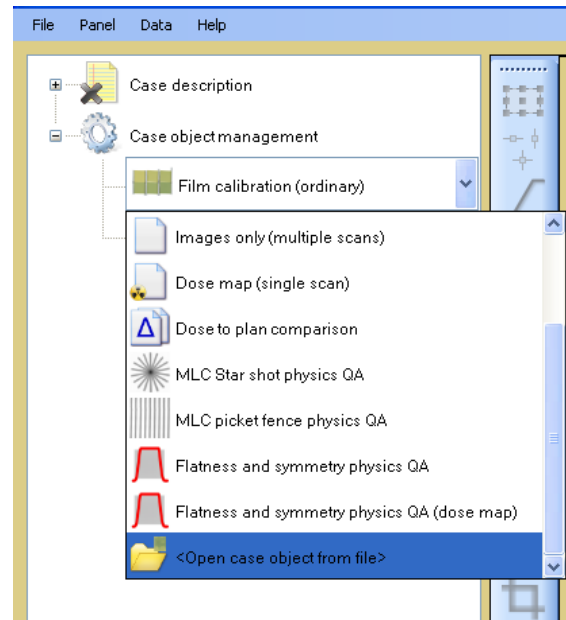 File Panel Data Help
Case description
Case object management
Film calibration (ordinary)
Images only (multiple scans)
Dose map (single scan)
Dose to plan comparison
MLC Star shot physics QA
MLC picket fence physics QA
Flatness and symmetry physics QA
Flatness and symmetry physics QA (dose map)
<Open case object from file>